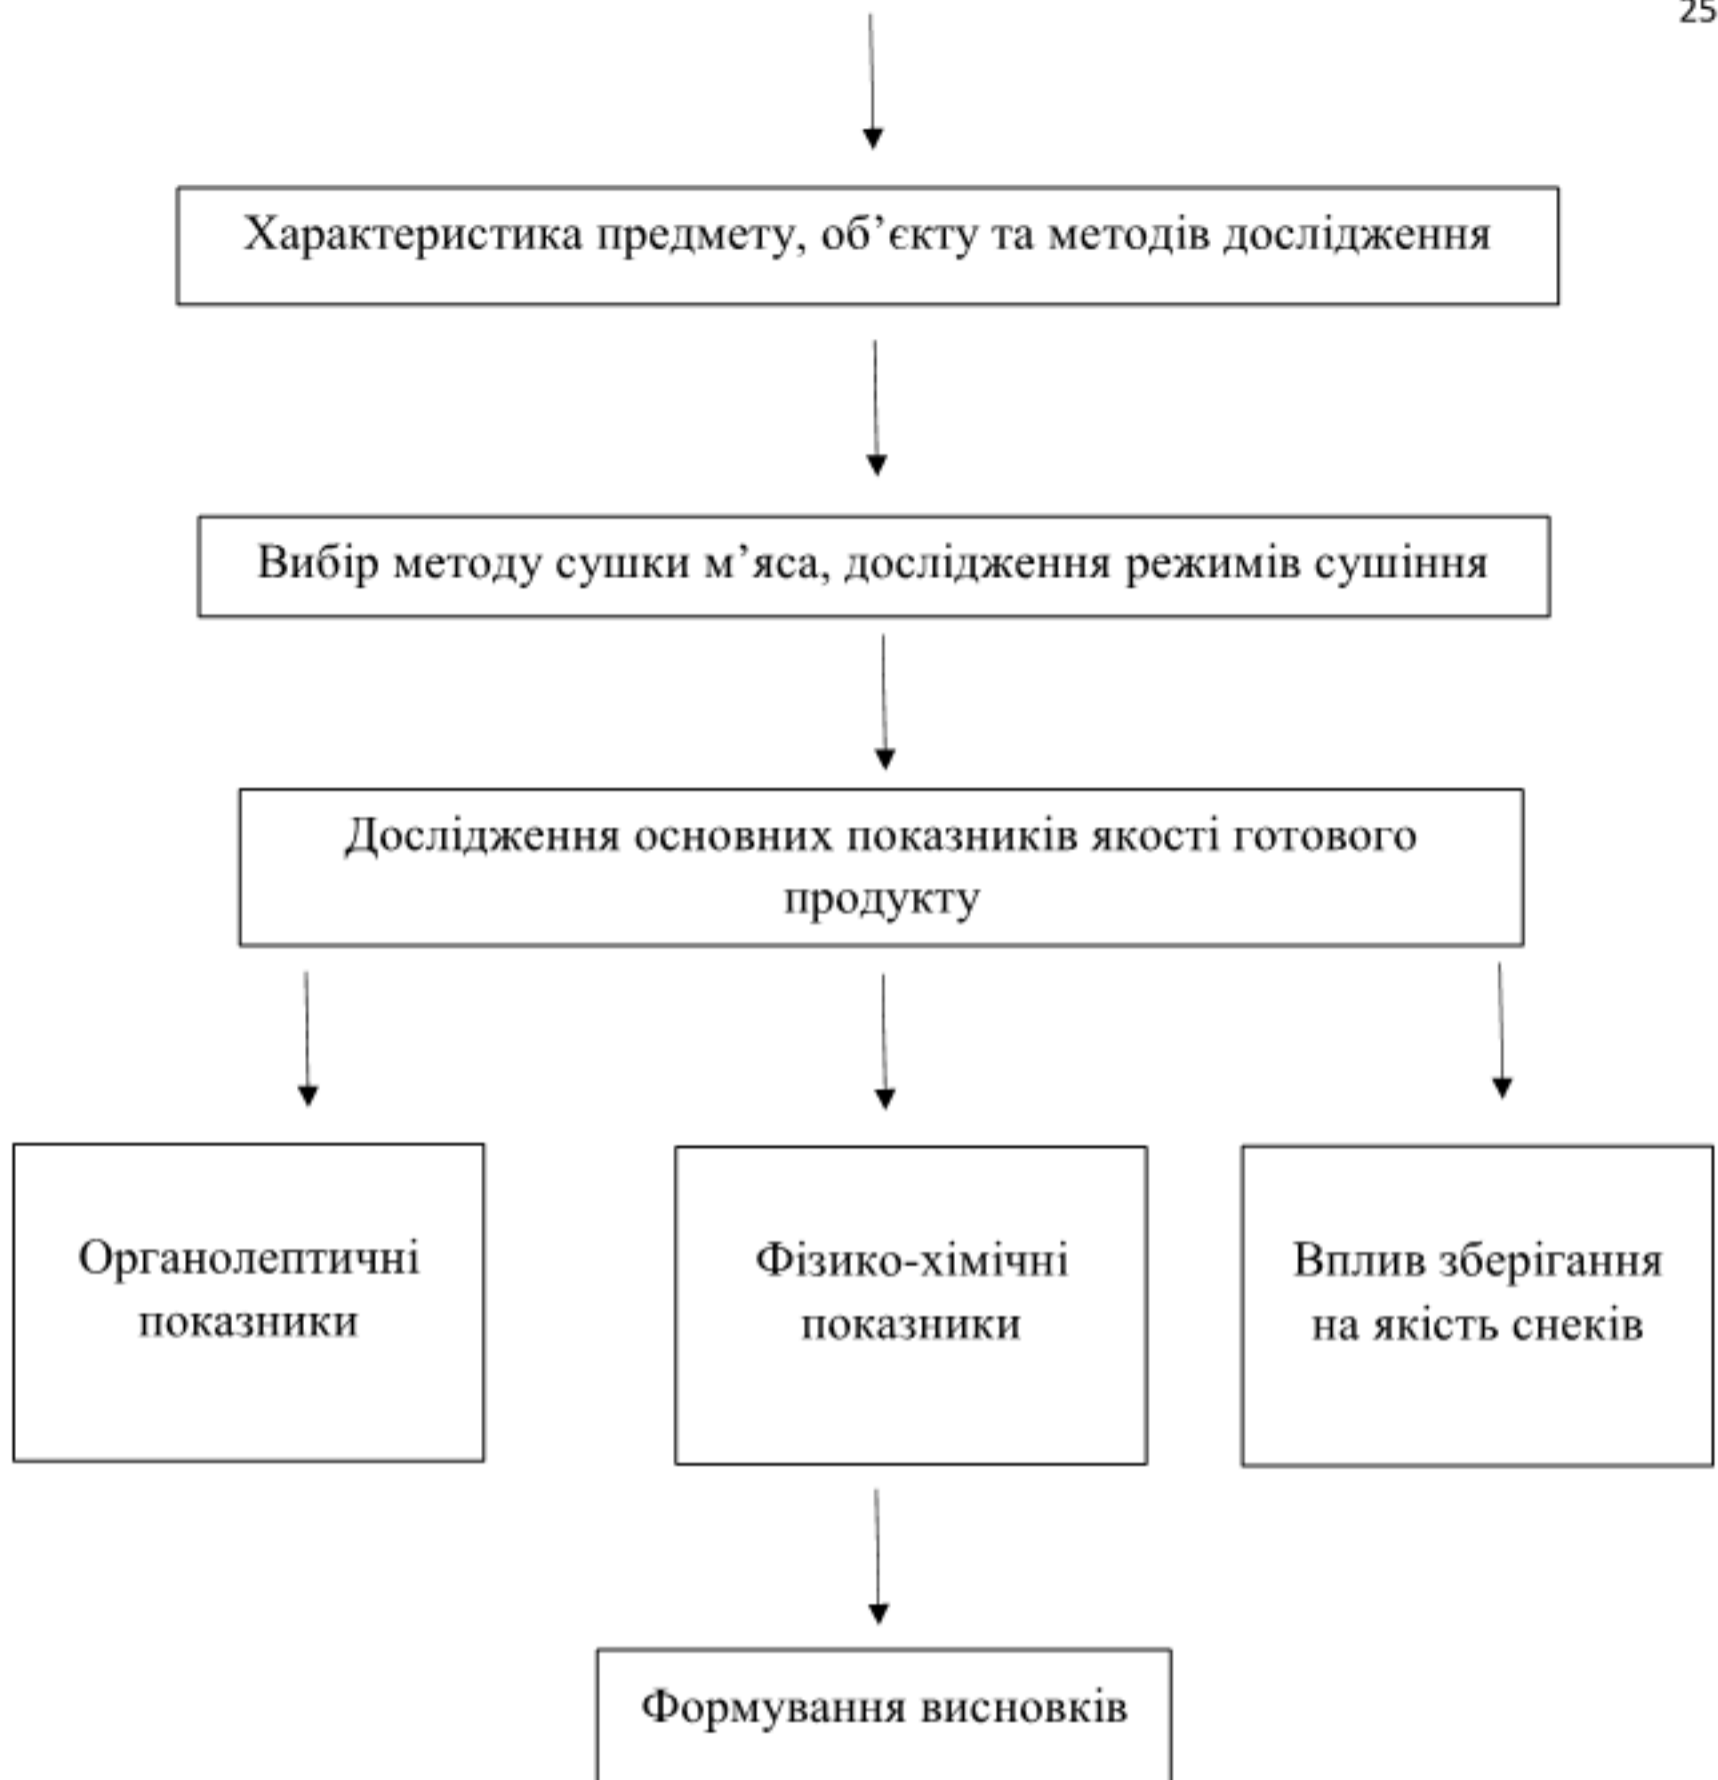 25
Характеристика предмету, об’єкту та методів дослідження
Вибір методу сушки м’яса, дослідження режимів сушіння
Дослідження основних показників якості готового
продукту
Органолептичні
показники
Фізико-хімічні
показники
Вплив зберігання
на якість снеків
Формування висновків